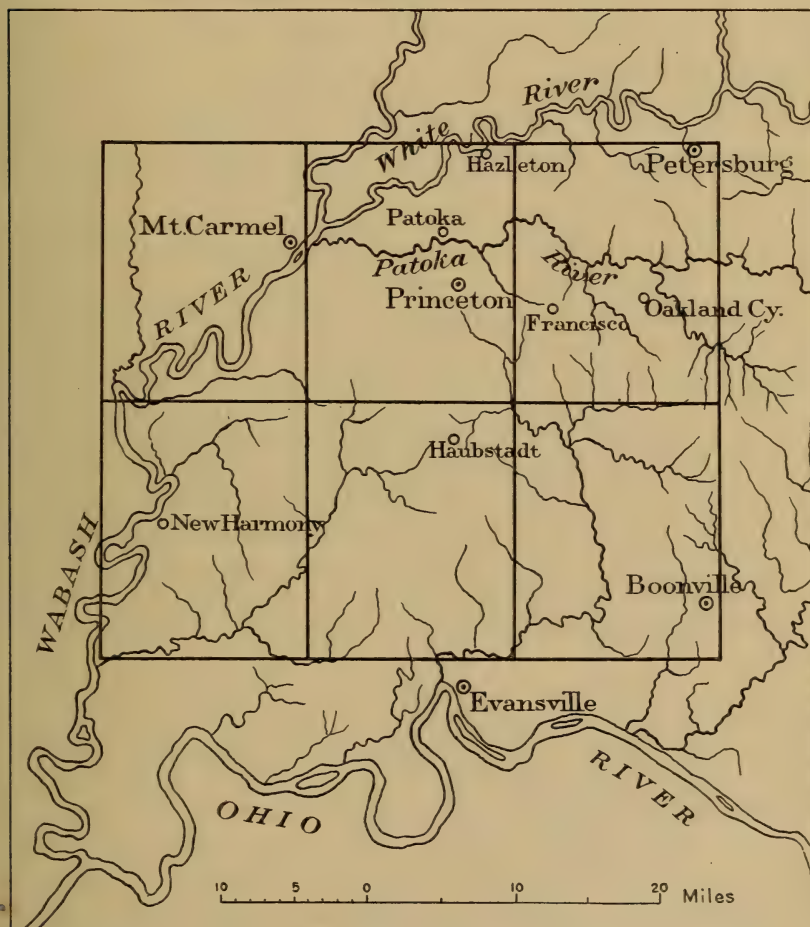 White
River
Hazleton
Petersburg
Mt. Carmel
Patoka
Patoka
River
RIVER
Princeton
Francisco
Oakland Cy.
Haubstadt
New Harmony
WABASH
Boonville
Evansville
OHIO
RIVER
10 5 0 10 20 Miles